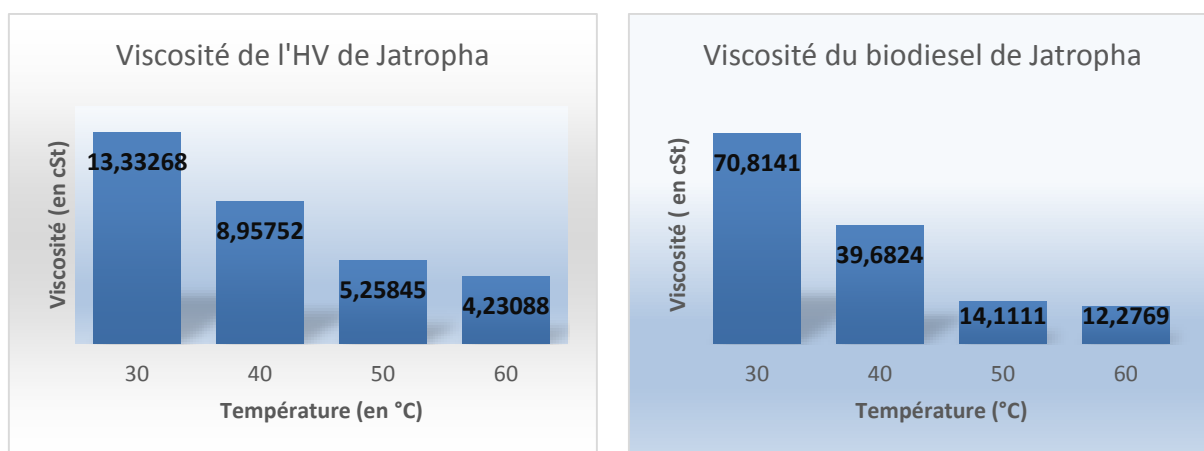 Viscosité de l'HV de Jatropha
Viscosité (en cSt)
13,33268
8,95752
5,25845
4,23088
30 40 50 60
Température (en °C)
Viscosité du biodiesel de Jatropha
Viscosité ( en cSt)
70,8141
39,6824
14,1111
12,2769
30 40 50 60
Température (°C)